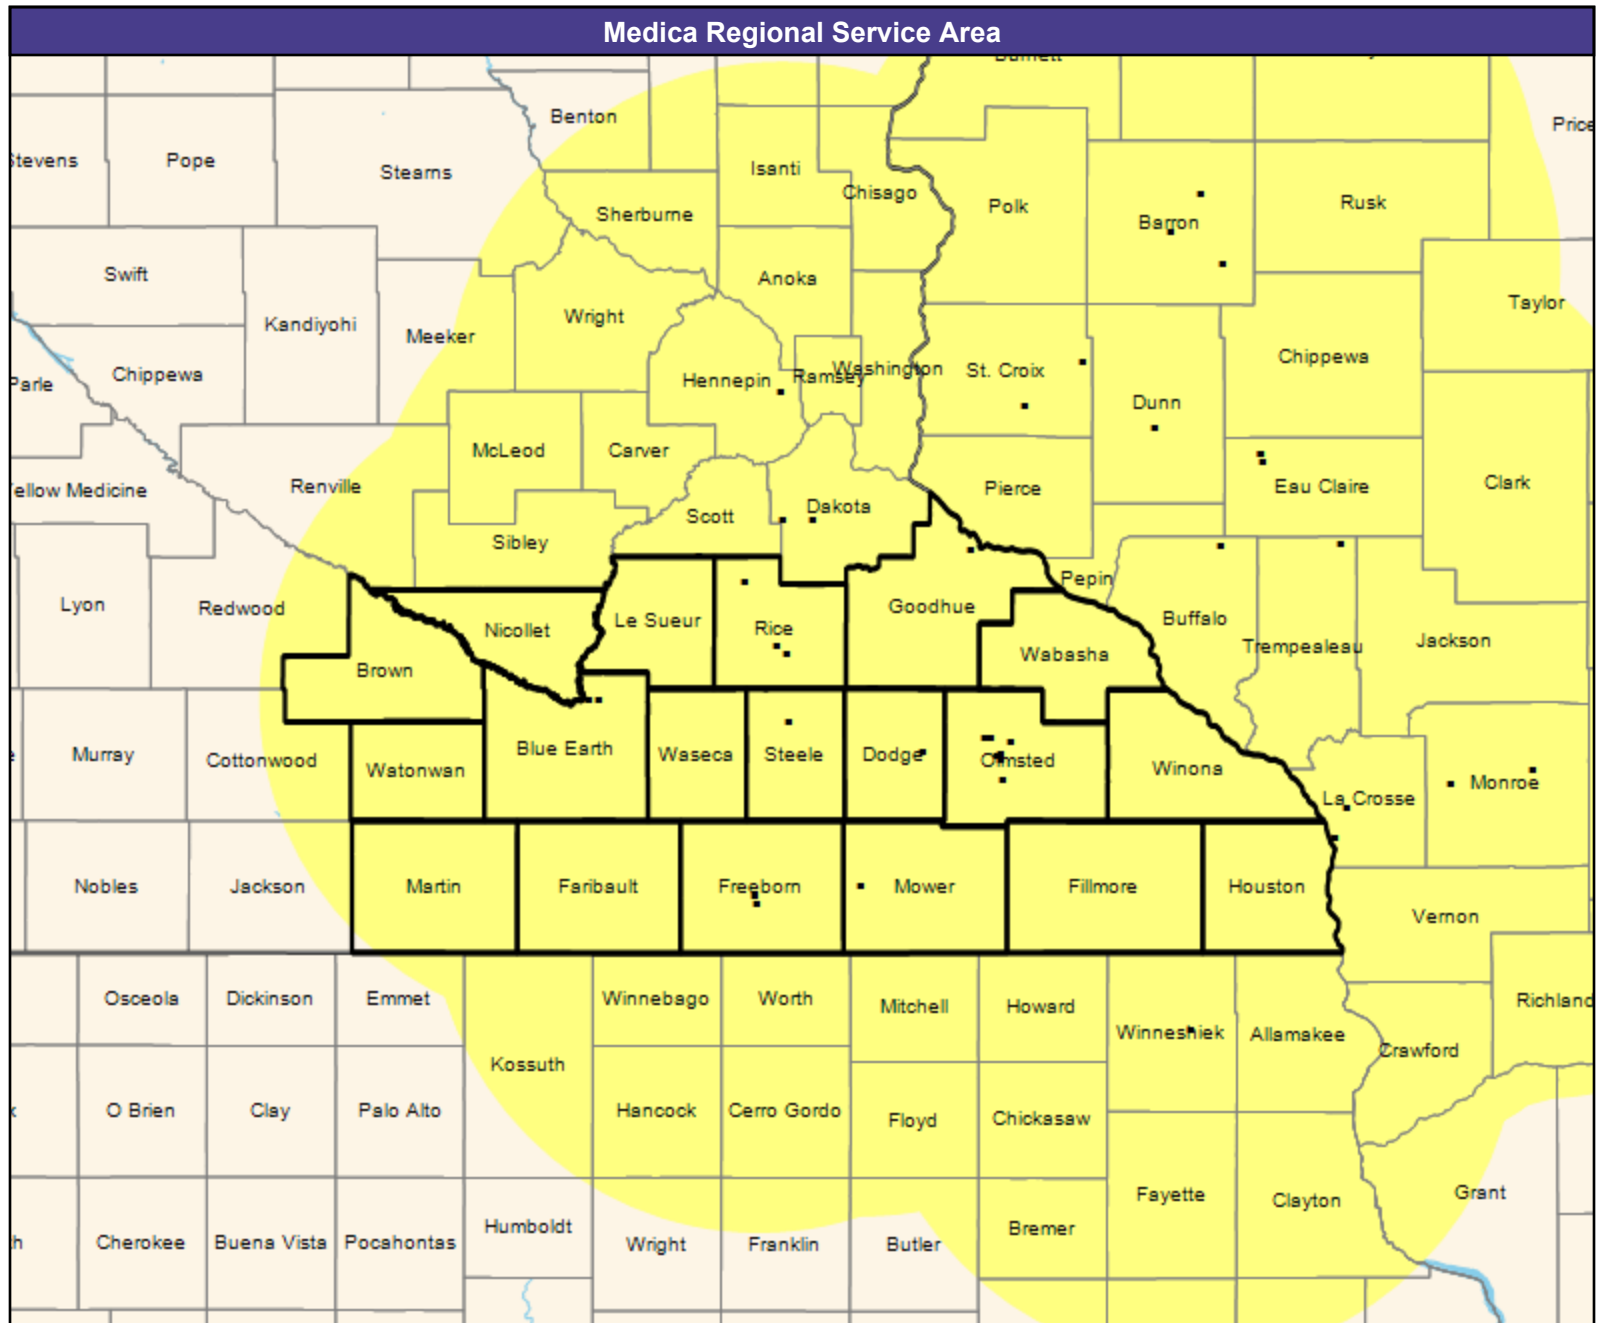 Medica Regional Service Area
Benton
Price
Stevens
Pope
Stearns
Isanti
Chisago
Polk
Barron
Rusk
Sherburne
Swift
Anoka
Taylor
Kandiyohi
Wright
Meeker
Chippewa
Chippewa
Parle
Hennepin
Ramsey
Washington
St. Croix
Dunn
McLeod
Carver
Clark
Yellow Medicine
Renville
Pierce
Eau Claire
Scott
Dakota
Sibley
Lyon
Redwood
Nicollet
Le Sueur
Rice
Goodhue
Pepin
Buffalo
Trempealeau
Jackson
Brown
Wabasha
Murray
Cottonwood
Watonwan
Blue Earth
Waseca
Steele
Dodge
Olmsted
Winona
La Crosse
Monroe
Nobles
Jackson
Martin
Faribault
Freeborn
Mower
Fillmore
Houston
Vernon
Osceola
Dickinson
Emmet
Winnebago
Worth
Mitchell
Howard
Winneshiek
Allamakee
Crawford
Richland
Kossuth
O Brien
Clay
Palo Alto
Hancock
Cerro Gordo
Floyd
Chickasaw
Fayette
Clayton
Grant
Cherokee
Buena Vista
Pocahontas
Humboldt
Wright
Franklin
Butler
Bremer